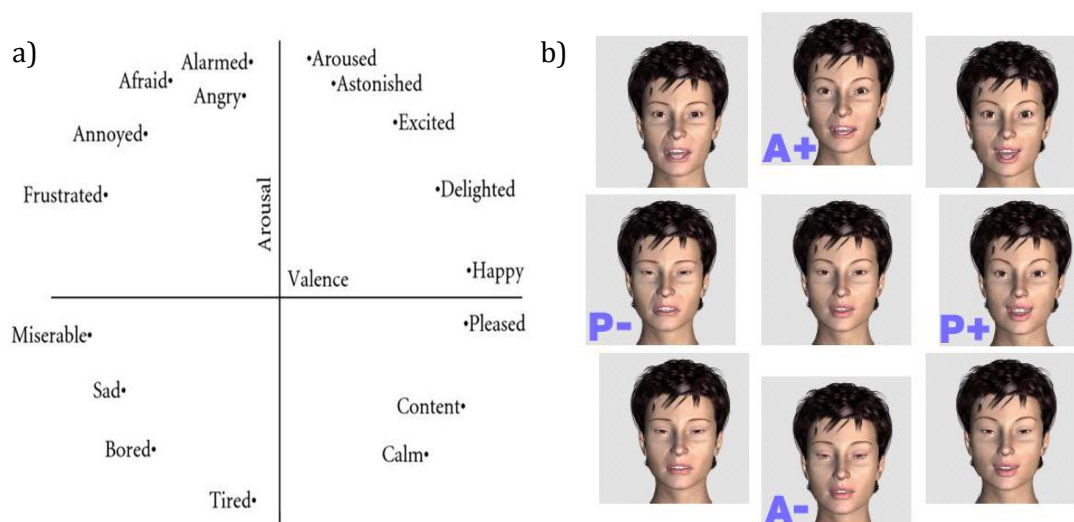 a)
Alarmed
Aroused
Afraid
Astonished
Angry
Excited
Annoyed
Frustrated
Delighted
Arousal
Valence
Happy
Pleased
Miserable
Sad
Content
Bored
Calm
Tired
b)
A+
P-
P+
A-